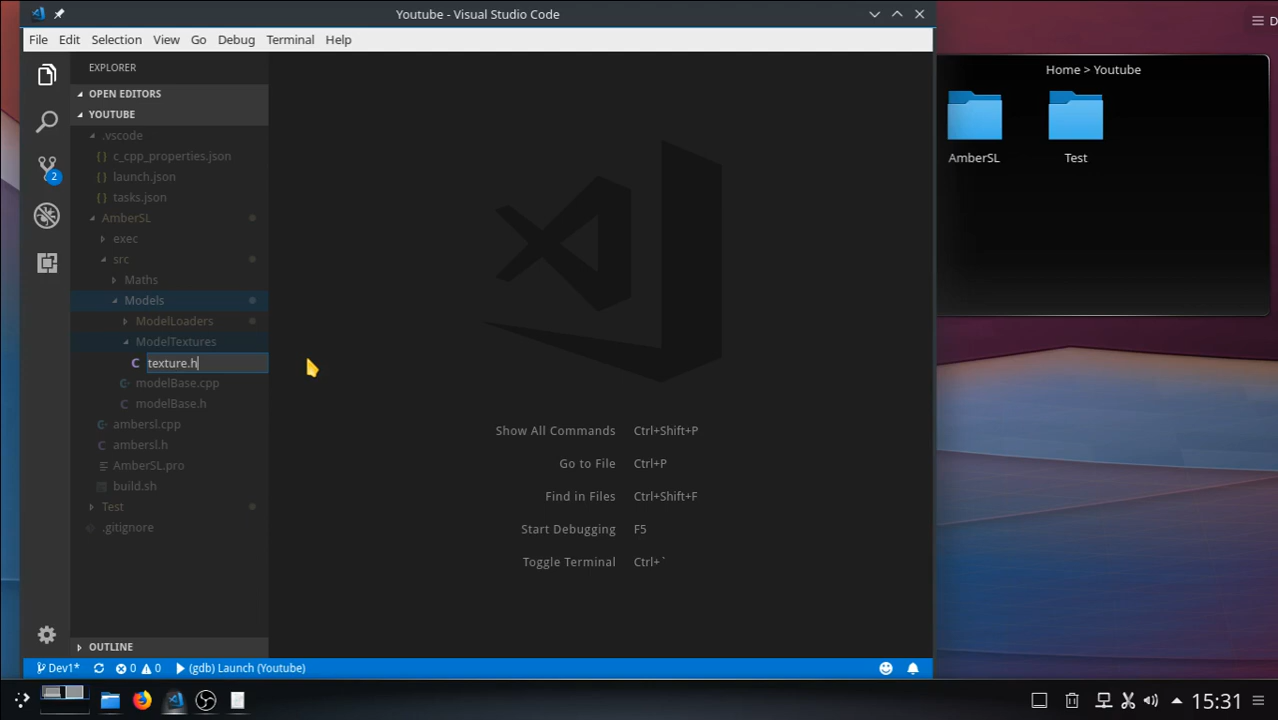 Youtube - Visual Studio Code
File Edit Selection View Go Debug Terminal Help
EXPLORER
OPEN EDITORS
YOUTUBE
.vscode
{ } c_cpp_properties.json
{ } launch.json
{ } tasks.json
AmberSL
exec
src
Maths
Models
ModelLoaders
ModelTextures
C texture.h
C++ modelBase.cpp
C modelBase.h
C++ ambersl.cpp
C ambersl.h
AmberSL.pro
build.sh
Test
.gitignore
OUTLINE
2
Show All Commands Ctrl+Shift+P
Go to File Ctrl+P
Find in Files Ctrl+Shift+F
Start Debugging F5
Toggle Terminal Ctrl+`
Dev1* 0 0 (gdb) Launch (Youtube)
D
Home > Youtube
AmberSL Test
15:31